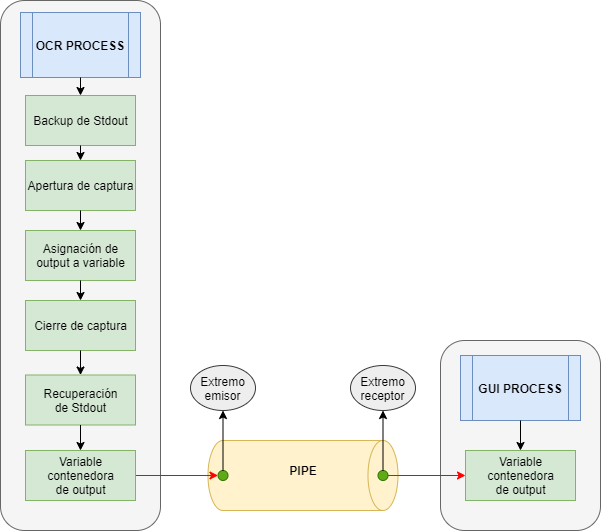 OCR PROCESS
Backup de Stdout
Apertura de captura
Asignación de
output a variable
Cierre de captura
Recuperación
de Stdout
Variable
contenedora
de output
Extremo
emisor
PIPE
Extremo
receptor
GUI PROCESS
Variable
contenedora
de output